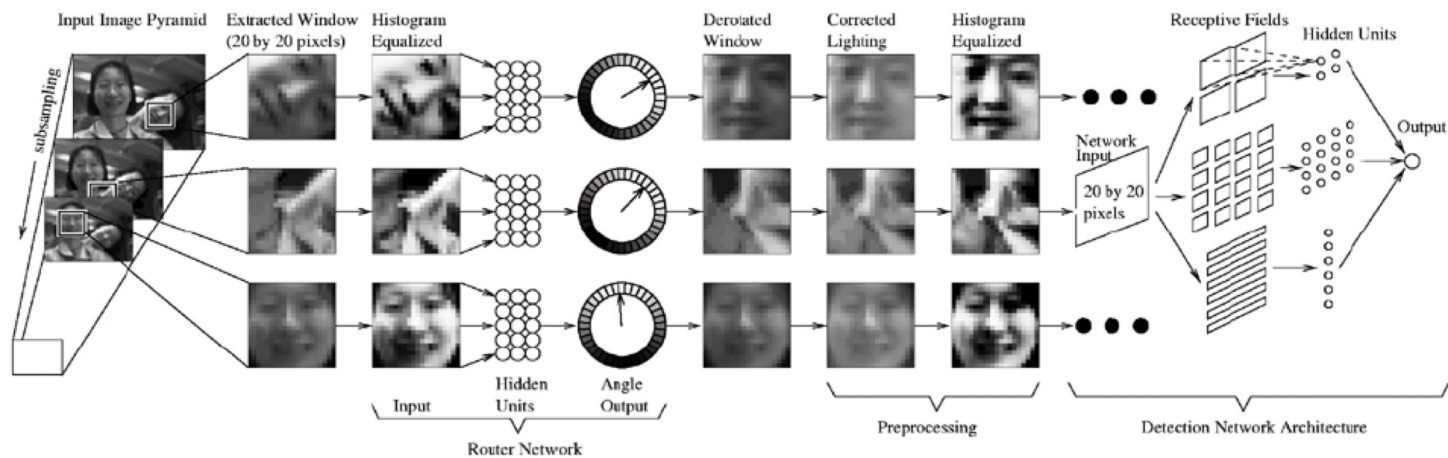 Input Image Pyramid
subsampling
Extracted Window
(20 by 20 pixels)
Histogram
Equalized
Derotated
Window
Corrected
Lighting
Histogram
Equalized
Receptive Fields
Hidden Units
Network
Input
20 by 20
pixels
Output
Input
Hidden
Units
Angle
Output
Router Network
Preprocessing
Detection Network Architecture